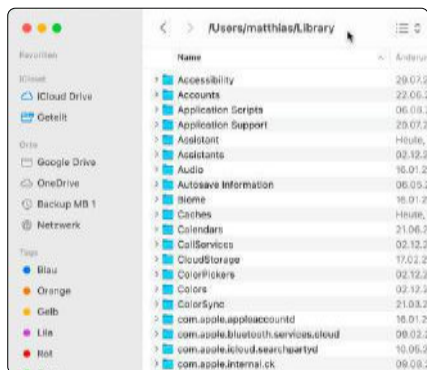 /Users/matthias/Library
Favoriten
Name
Änderun
iCloud
Accessibility
29.07.2
iCloud Drive
Accounts
22.06.2
Geteilt
Application Scripts
06.08.2
Application Support
29.07.2
Orte
Assistant
Heute,
Google Drive
Assistants
02.12.2
OneDrive
Audio
16.01.2
Backup MB 1
Autosave Information
06.05.2
Netzwerk
Biome
16.01.2
Caches
Heute,
Tags
Calendars
21.06.2
Blau
CallServices
02.12.2
Orange
CloudStorage
17.02.2
Gelb
ColorPickers
02.12.2
Lila
Colors
02.12.2
Rot
ColorSync
21.03.2
com.apple.appleaccountd
16.01.2
com.apple.bluetooth.services.cloud
09.02.2
com.apple.icloud.searchpartyd
10.05.2
com.apple.internal.ck
09.08.2